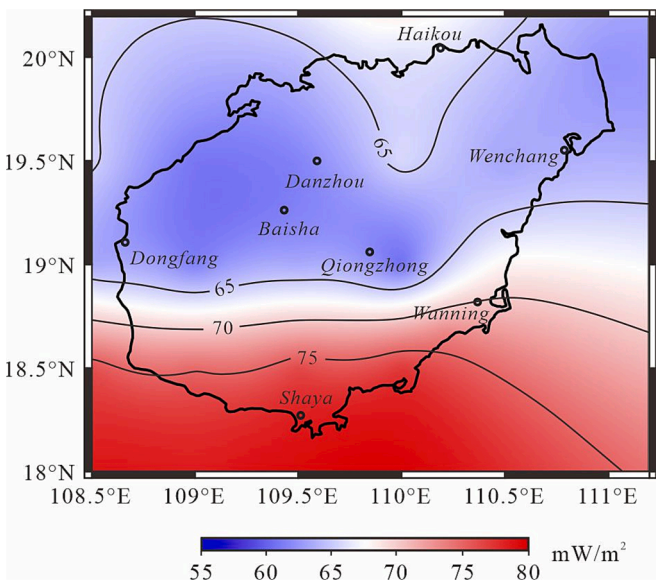 Haikou
20°N
65
19.5°N
Wenchang
Danzhou
Baisha
Dongfang
Qiongzhong
19°N
65
Wanning
70
75
18.5°N
Shaya
18°N
108.5°E 109°E 109.5°E 110°E 110.5°E 111°E
55 60 65 70 75 80 mW/m²